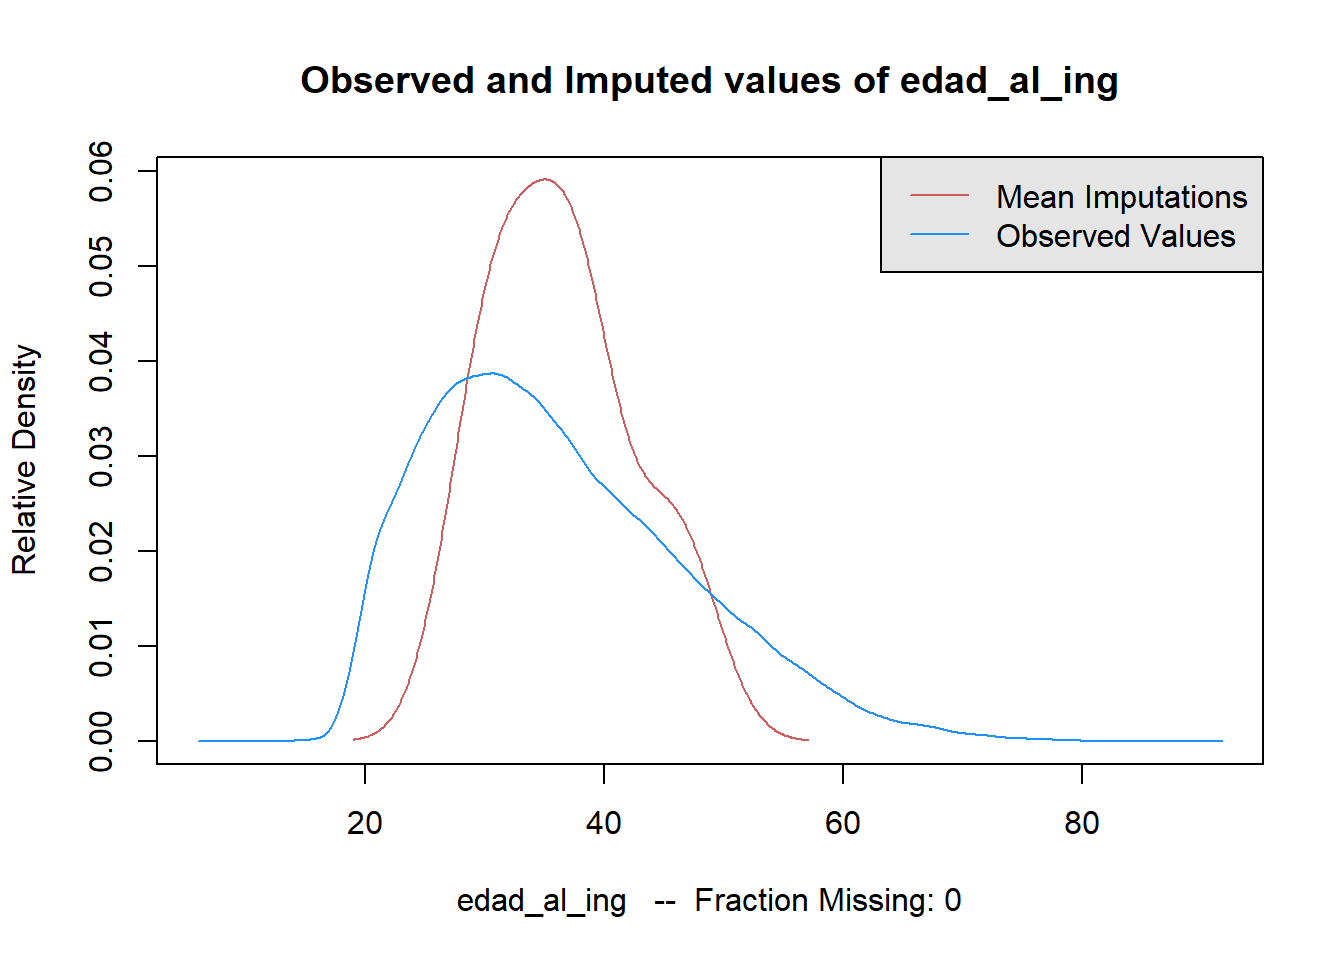 Observed and Imputed values of edad_al_ing
Mean Imputations
Observed Values
Relative Density
0.06
0.05
0.04
0.03
0.02
0.01
0.00
20 40 60 80
edad_al_ing -- Fraction Missing: 0